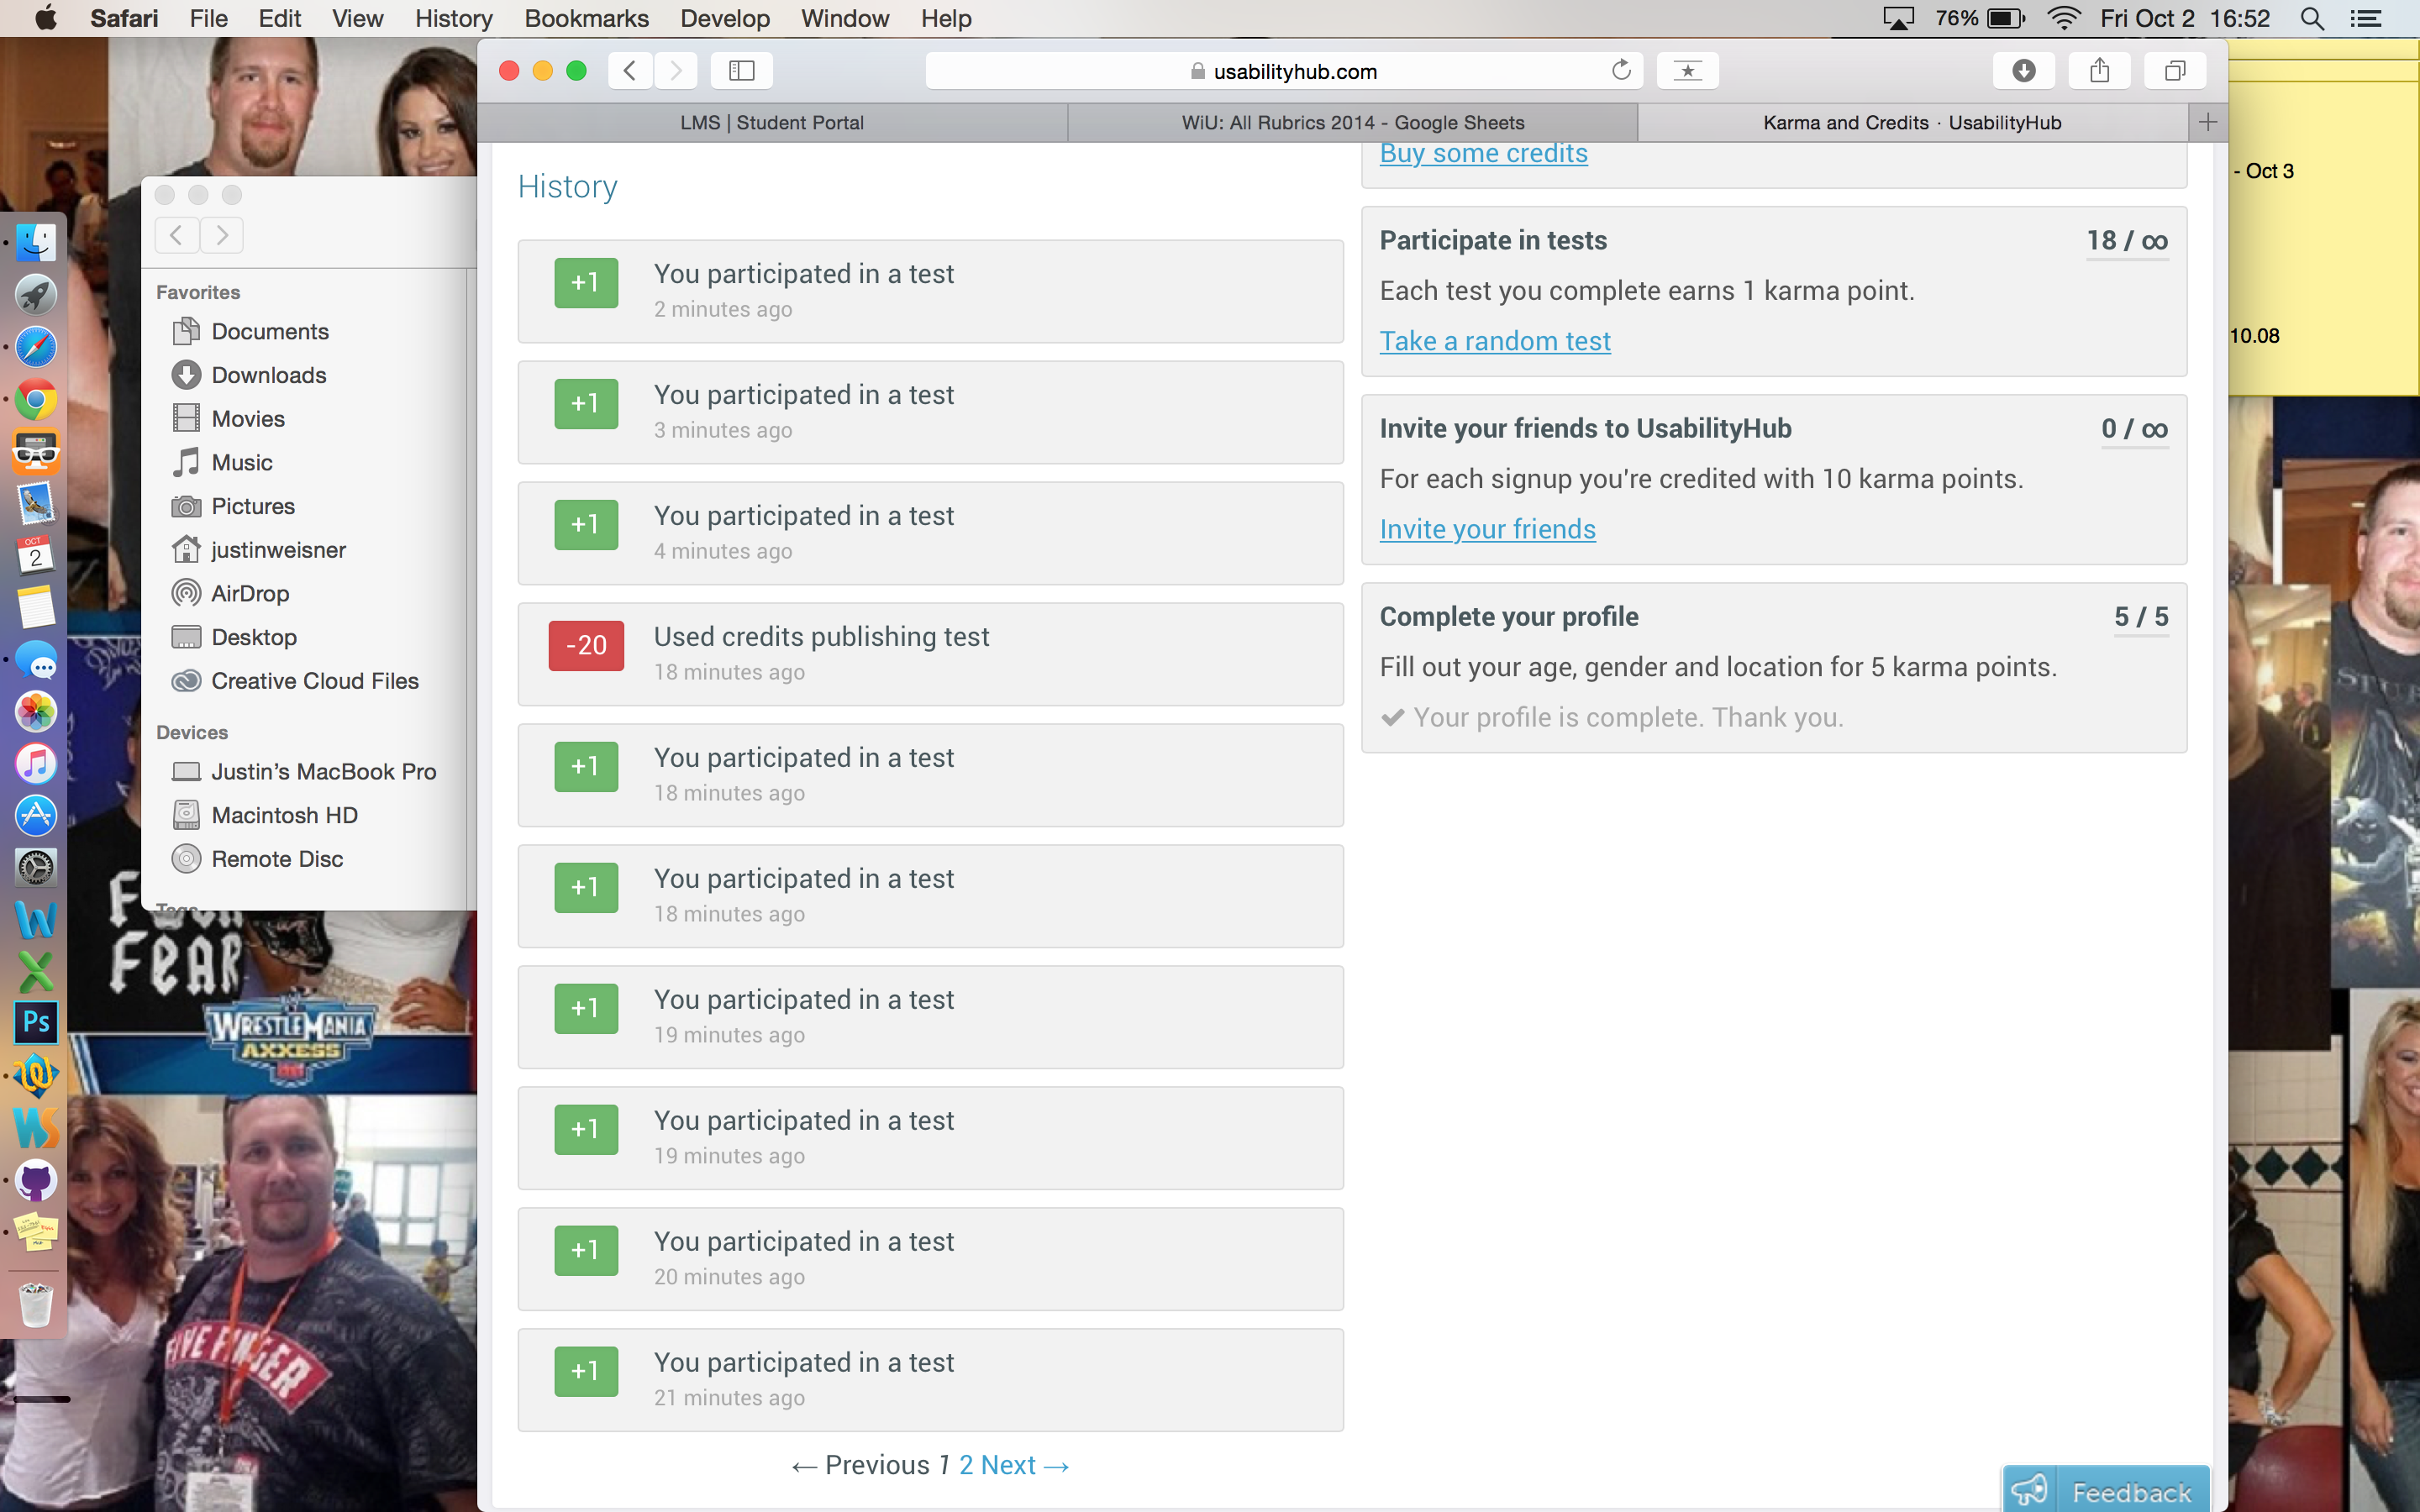 Safari File Edit View History Bookmarks Develop Window Help
76% Fri Oct 2 16:52
usabilityhub.com
LMS | Student Portal
WiU: All Rubrics 2014 - Google Sheets
Karma and Credits · UsabilityHub
- Oct 3
10.08
Favorites
Documents
Downloads
Movies
Music
Pictures
justinweisner
AirDrop
Desktop
Creative Cloud Files
Devices
Justin's MacBook Pro
Macintosh HD
Remote Disc
Tags
OCT
2
Ps
History
+1 You participated in a test
2 minutes ago
+1 You participated in a test
3 minutes ago
+1 You participated in a test
4 minutes ago
-20 Used credits publishing test
18 minutes ago
+1 You participated in a test
18 minutes ago
+1 You participated in a test
18 minutes ago
+1 You participated in a test
19 minutes ago
+1 You participated in a test
19 minutes ago
+1 You participated in a test
20 minutes ago
+1 You participated in a test
21 minutes ago
← Previous 1 2 Next →
Buy some credits
Participate in tests 18 / ∞
Each test you complete earns 1 karma point.
Take a random test
Invite your friends to UsabilityHub 0 / ∞
For each signup you're credited with 10 karma points.
Invite your friends
Complete your profile 5 / 5
Fill out your age, gender and location for 5 karma points.
✔ Your profile is complete. Thank you.
Feedback
FEAR
WRESTLEMANIA
AXXESS
FIVE FINGER